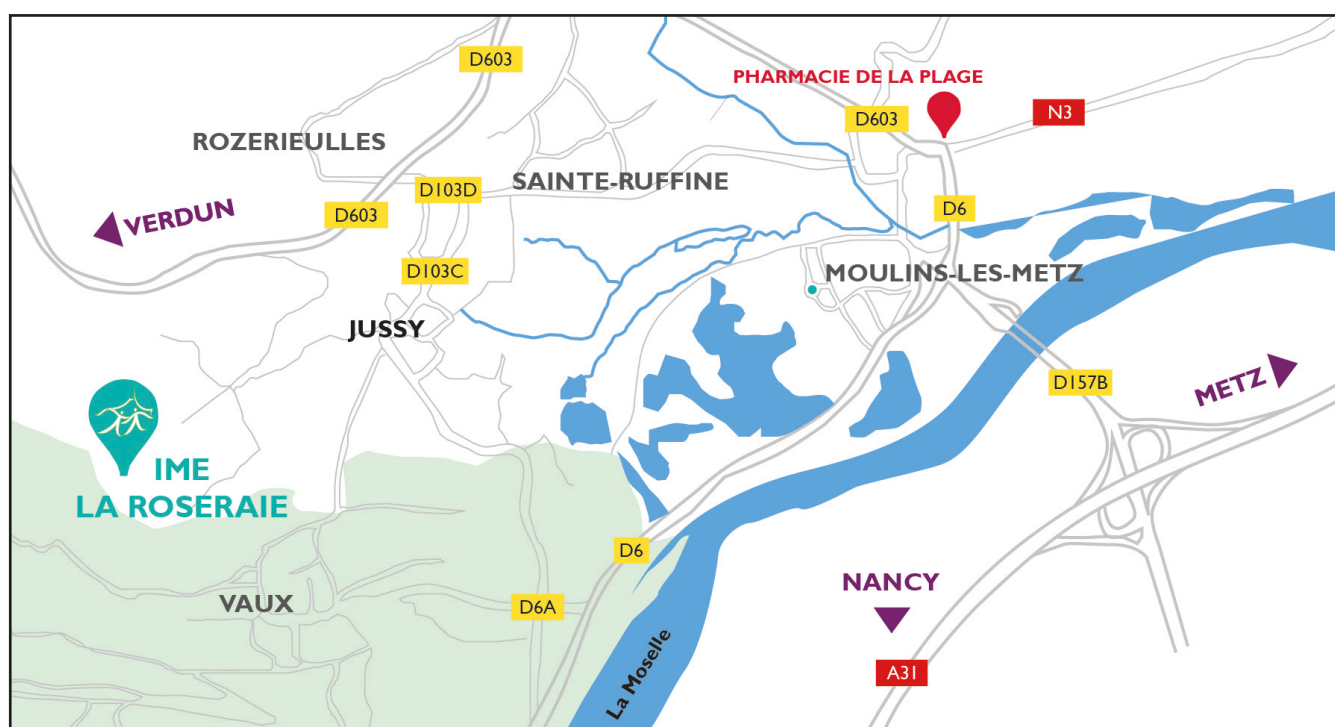 D603
PHARMACIE DE LA PLAGE
N3
D603
ROZERIEULLES
SAINTE-RUFFINE
D103D
VERDUN
D603
D6
D103C
MOULINS-LES-METZ
JUSSY
METZ
D157B
IME
LA ROSERAIE
D6
NANCY
VAUX
D6A
La Moselle
A31